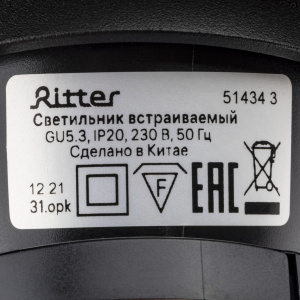 Ritter 51434 3
Светильник встраиваемый
GU5.3, IP20, 230 В, 50 Гц
Сделано в Китае
12 21
31.opk
F
EAC